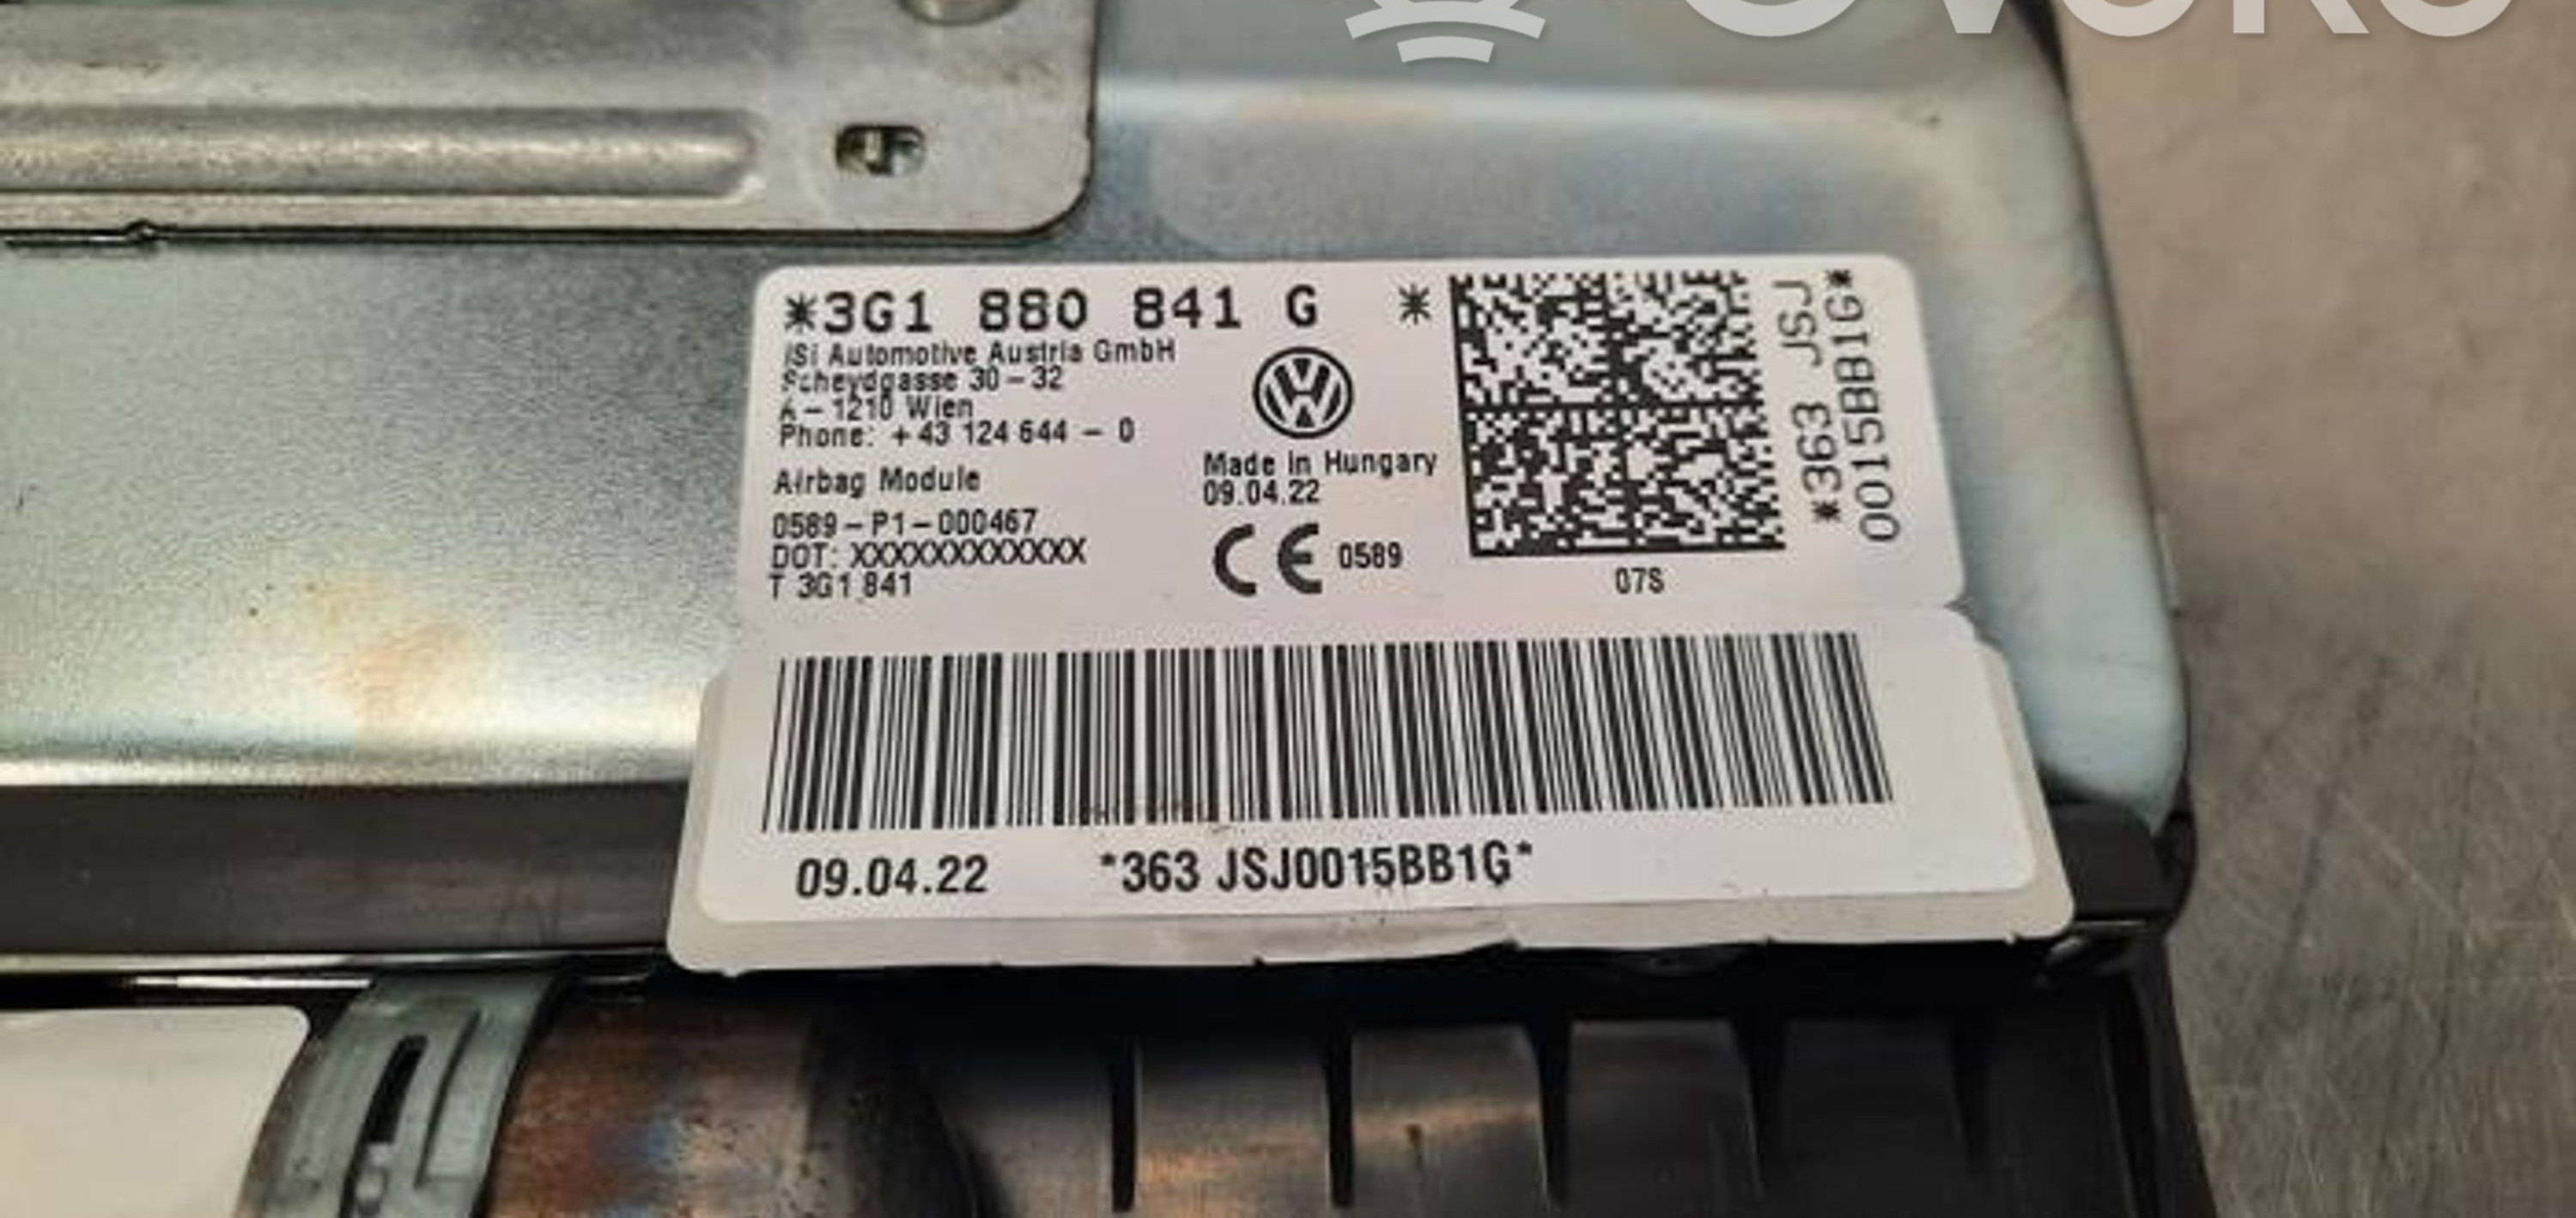 *3G1 880 841 G *
iSi Automotive Austria GmbH
Scheydgasse 30-32
A-1210 Wien
Phone: +43 124 644 - 0
Airbag Module
0589-P1-000467
DOT: XXXXXXXXXXXX
T 3G1 841
Made in Hungary
09.04.22
CE 0589
07S
*363 JSJ
0015BB1G*
09.04.22 *363 JSJ0015BB1G*